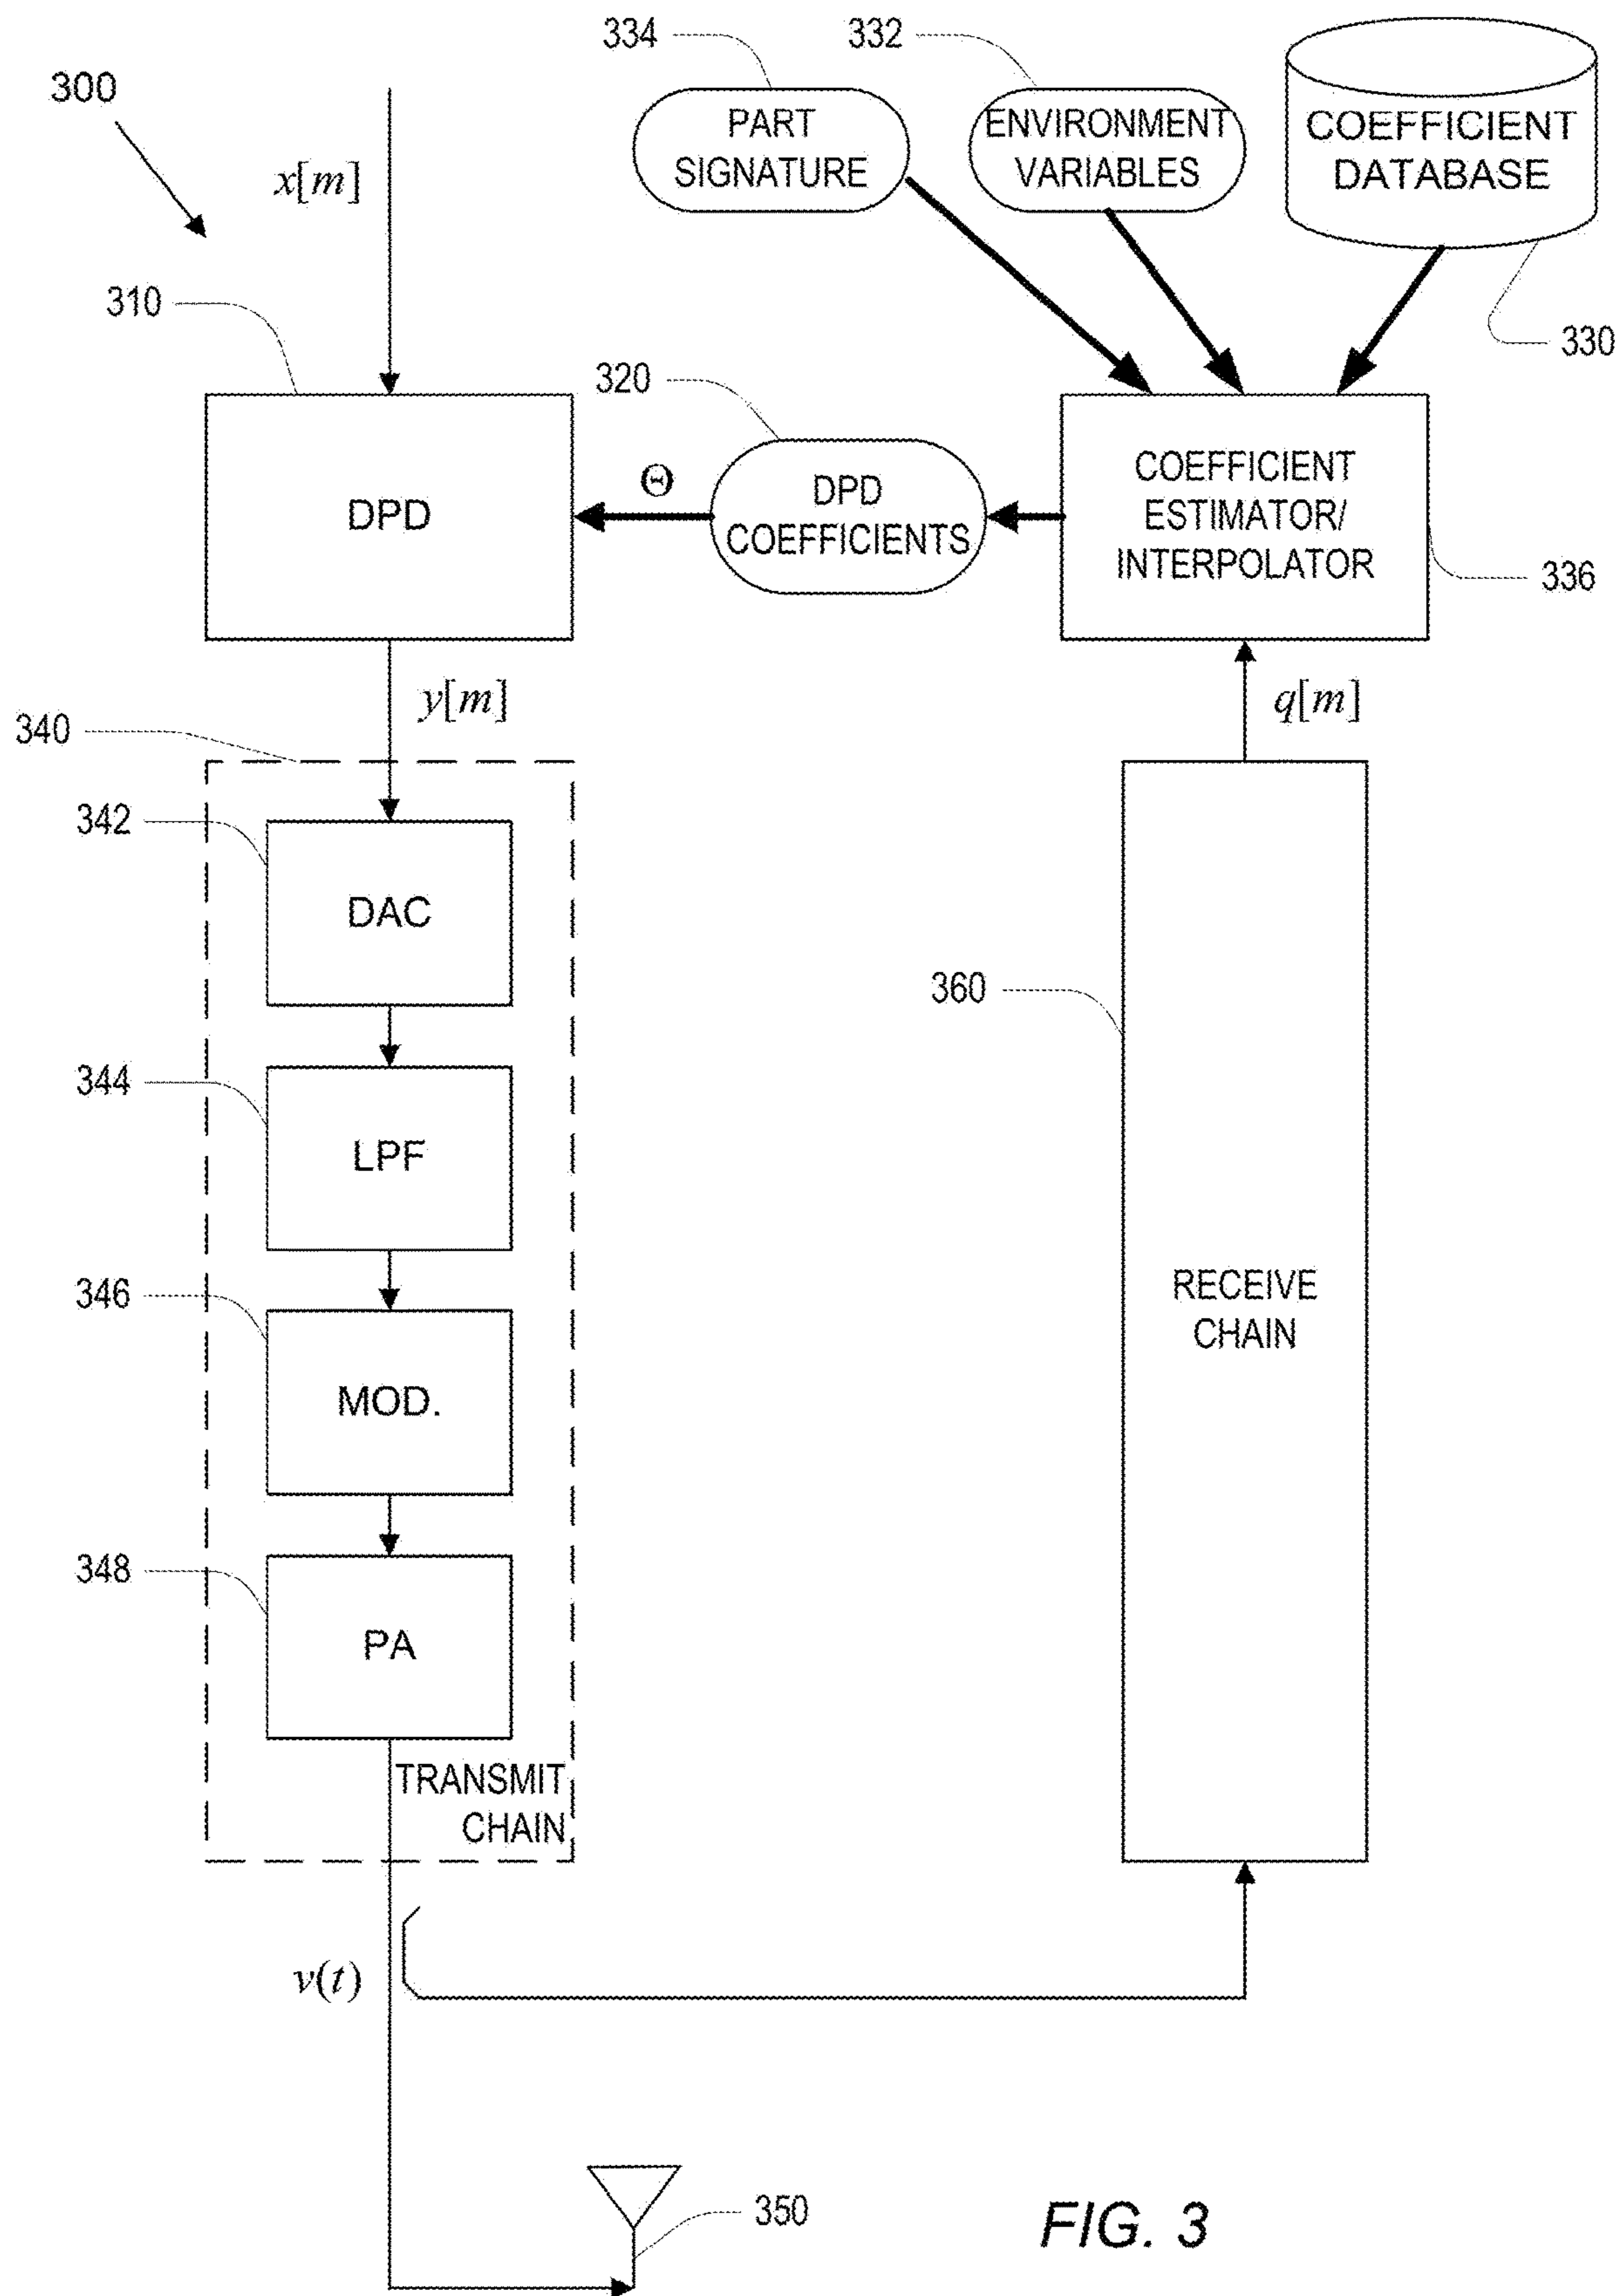 334
332
300
PART
SIGNATURE
ENVIRONMENT
VARIABLES
COEFFICIENT
DATABASE
x[m]
310
330
320
DPD
Θ
DPD
COEFFICIENTS
COEFFICIENT
ESTIMATOR/
INTERPOLATOR
336
y[m]
q[m]
340
342
DAC
360
344
LPF
RECEIVE
CHAIN
346
MOD.
348
PA
TRANSMIT
CHAIN
v(t)
350
FIG. 3